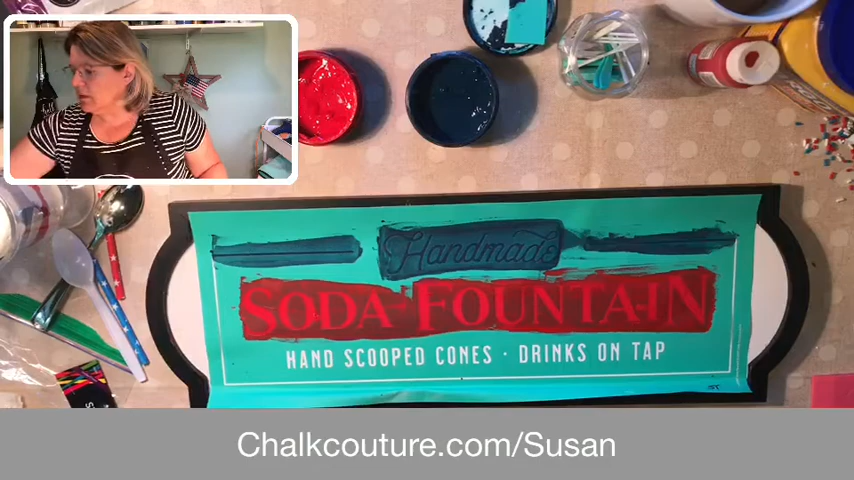 Handmade
SODA FOUNTAIN
HAND SCOOPED CONES · DRINKS ON TAP
Chalkcouture.com/Susan